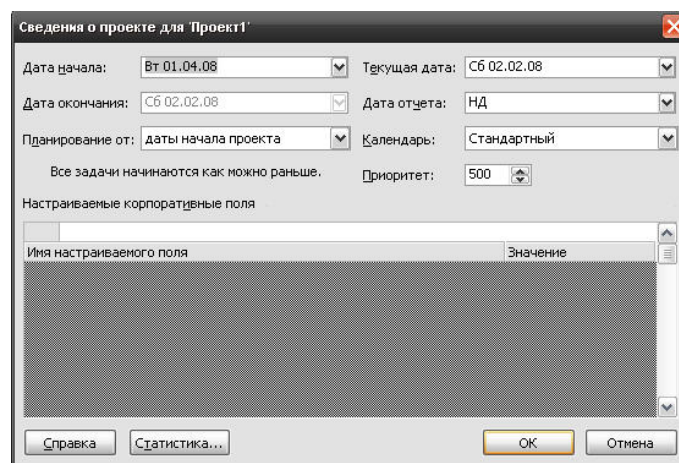 Сведения о проекте для 'Проект1'
Дата начала: Вт 01.04.08 Текущая дата: Сб 02.02.08
Дата окончания: Сб 02.02.08 Дата отчета: НД
Планирование от: даты начала проекта Календарь: Стандартный
Все задачи начинаются как можно раньше. Приоритет: 500
Настраиваемые корпоративные поля
Имя настраиваемого поля Значение
Справка Статистика... ОК Отмена